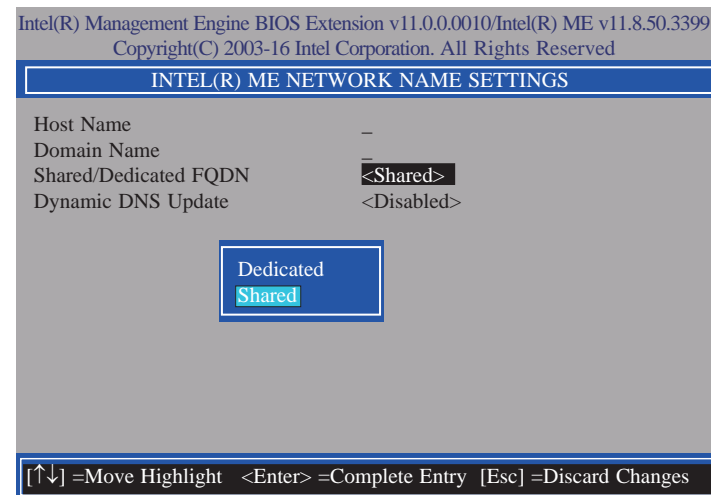 Intel(R) Management Engine BIOS Extension v11.0.0.0010/Intel(R) ME v11.8.50.3399
Copyright(C) 2003-16 Intel Corporation. All Rights Reserved
INTEL(R) ME NETWORK NAME SETTINGS
Host Name _
Domain Name _
Shared/Dedicated FQDN <Shared>
Dynamic DNS Update <Disabled>
Dedicated
Shared
[↑↓] =Move Highlight <Enter> =Complete Entry [Esc] =Discard Changes